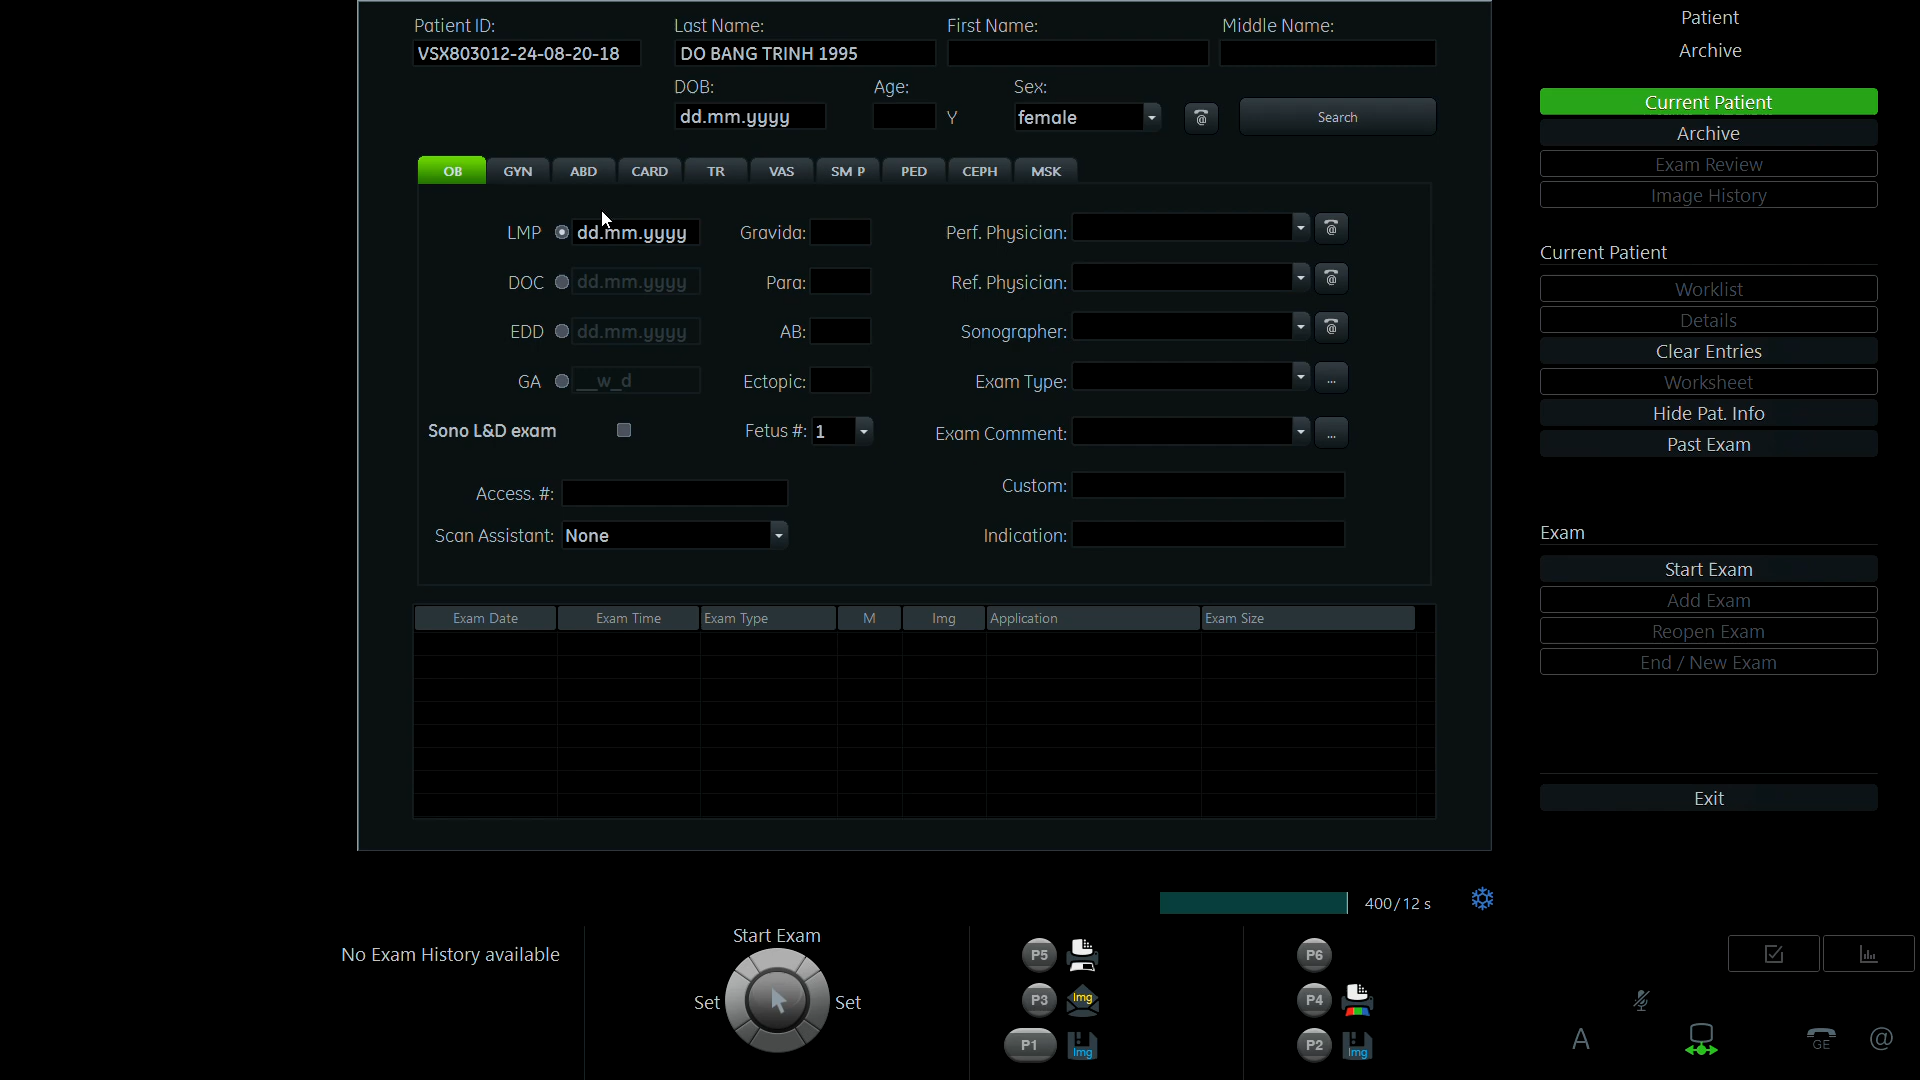 Patient ID: Last Name: First Name: Middle Name:
VSX803012-24-08-20-18 DO BANG TRINH 1995
DOB: Age: Sex:
dd.mm.yyyy Y female Search
OB GYN ABD CARD TR VAS SM P PED CEPH MSK
LMP dd.mm.yyyy Gravida: Perf. Physician:
DOC dd.mm.yyyy Para: Ref. Physician:
EDD dd.mm.yyyy AB: Sonographer:
GA __w_d Ectopic: Exam Type: ...
Sono L&D exam Fetus #: 1 Exam Comment: ...
Access. #: Custom:
Scan Assistant: None Indication:
Exam Date Exam Time Exam Type M Img Application Exam Size
Patient
Archive
Current Patient
Archive
Exam Review
Image History
Current Patient
Worklist
Details
Clear Entries
Worksheet
Hide Pat. Info
Past Exam
Exam
Start Exam
Add Exam
Reopen Exam
End / New Exam
Exit
400/12 s
No Exam History available
Start Exam
Set Set
P5
P3 Img
P1 Img
P6
P4
P2 Img
A GE @